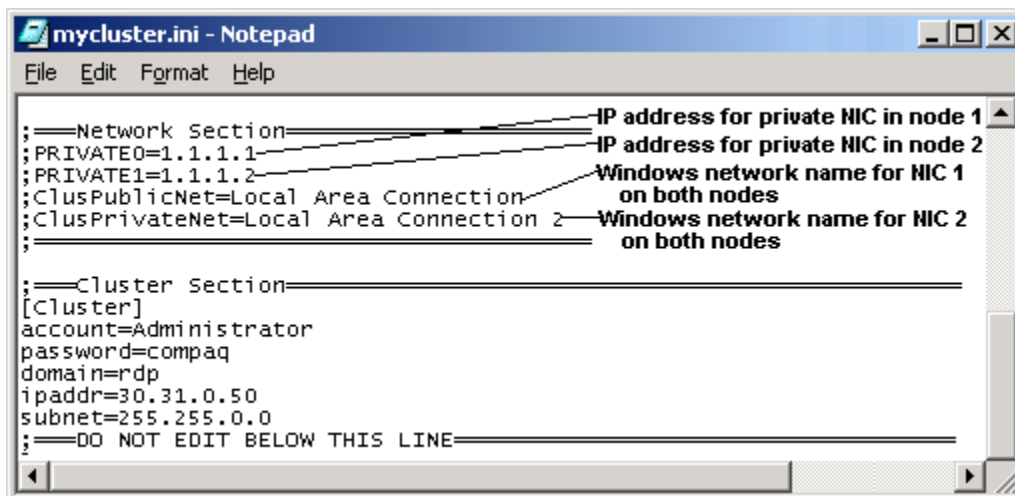 mycluster.ini - Notepad
File Edit Format Help
;===Network Section===
IP address for private NIC in node 1
;PRIVATE0=1.1.1.1
IP address for private NIC in node 2
;PRIVATE1=1.1.1.2
Windows network name for NIC 1
on both nodes
;ClusPublicNet=Local Area Connection
;ClusPrivateNet=Local Area Connection 2
Windows network name for NIC 2
on both nodes
;===
;===Cluster Section===
[Cluster]
account=Administrator
password=compaq
domain=rdp
ipaddr=30.31.0.50
subnet=255.255.0.0
;===DO NOT EDIT BELOW THIS LINE===